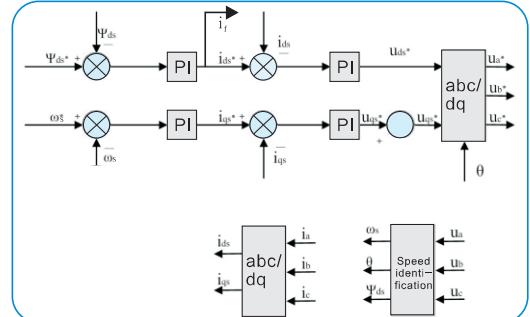 Ψds
i_f
ids
Ψds* + — PI ids* + — PI uds* abc/dq ua*
ub*
ωs* + PI iqs* + PI uqs* + uqs* uc*
— ωs
— iqs
θ
ids abc/dq ia
ib
iqs
ic
ωs Speed identi-fication ua
θ ub
Ψds uc